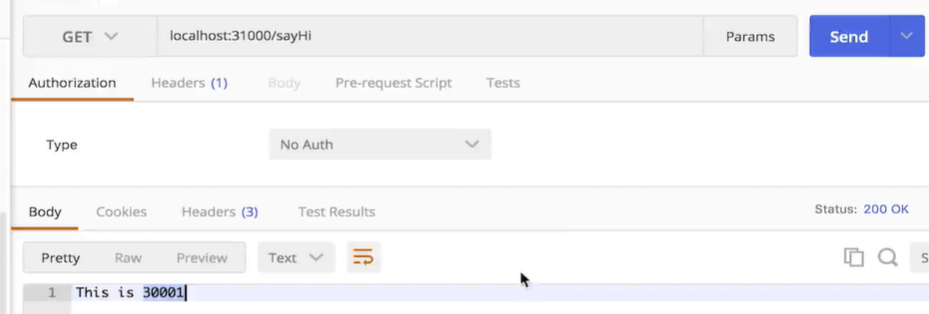 GET localhost:31000/sayHi Params Send
Authorization Headers (1) Body Pre-request Script Tests
Type No Auth
Body Cookies Headers (3) Test Results Status: 200 OK
Pretty Raw Preview Text S
1 This is 30001